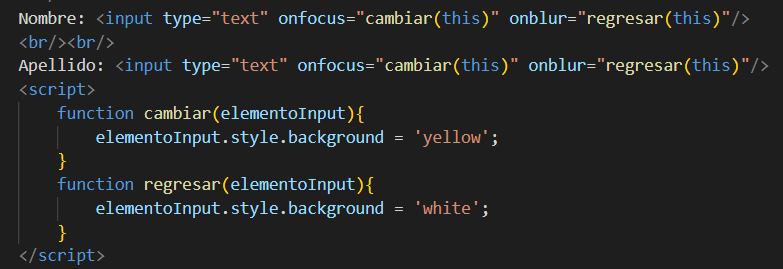 Nombre: <input type="text" onfocus="cambiar(this)" onblur="regresar(this)"/>
<br/><br/>
Apellido: <input type="text" onfocus="cambiar(this)" onblur="regresar(this)"/>
<script>
    function cambiar(elementoInput){
        elementoInput.style.background = 'yellow';
    }
    function regresar(elementoInput){
        elementoInput.style.background = 'white';
    }
</script>